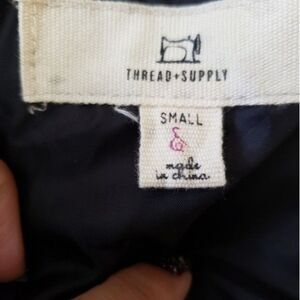 THREAD+SUPPLY
SMALL
made
in china